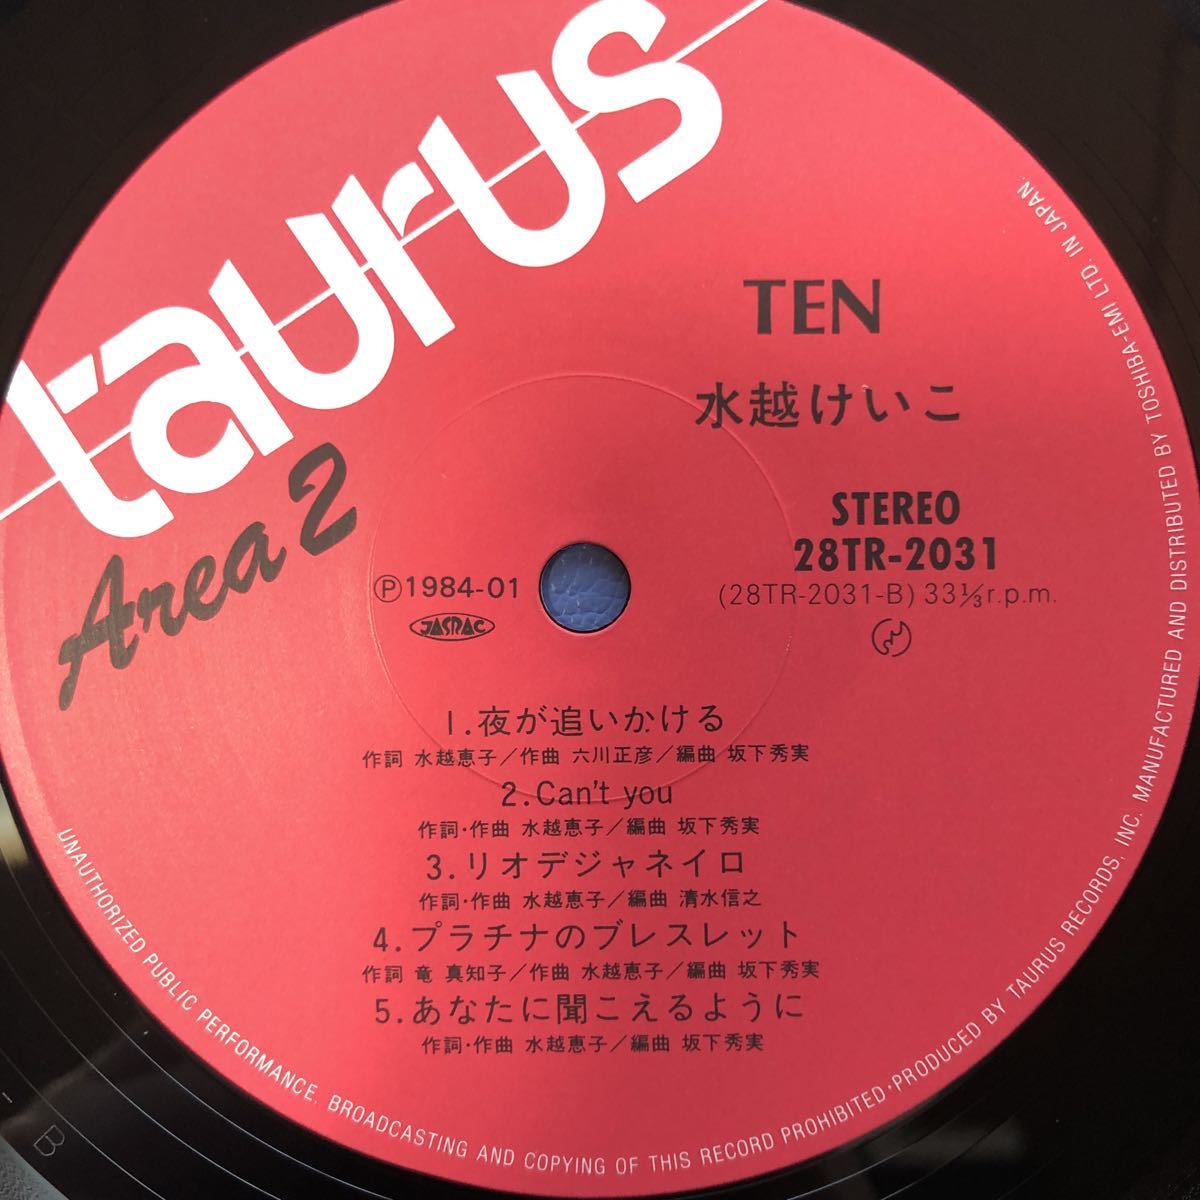 taurus
Area 2
TEN
水越けいこ
STEREO
28TR-2031
(28TR-2031-B) 33⅓r.p.m.
Ⓟ1984-01
JASRAC
1.夜が追いかける
作詞 水越恵子/作曲 六川正彦/編曲 坂下秀実
2.Can't you
作詞・作曲 水越恵子/編曲 坂下秀実
3.リオデジャネイロ
作詞・作曲 水越恵子/編曲 清水信之
4.プラチナのブレスレット
作詞 竜 真知子/作曲 水越恵子/編曲 坂下秀実
5.あなたに聞こえるように
作詞・作曲 水越恵子/編曲 坂下秀実
UNAUTHORIZED PUBLIC PERFORMANCE, BROADCASTING AND COPYING OF THIS RECORD PROHIBITED・PRODUCED BY TAURUS RECORDS, INC. MANUFACTURED AND DISTRIBUTED BY TOSHIBA-EMI LTD. IN JAPAN.
- B